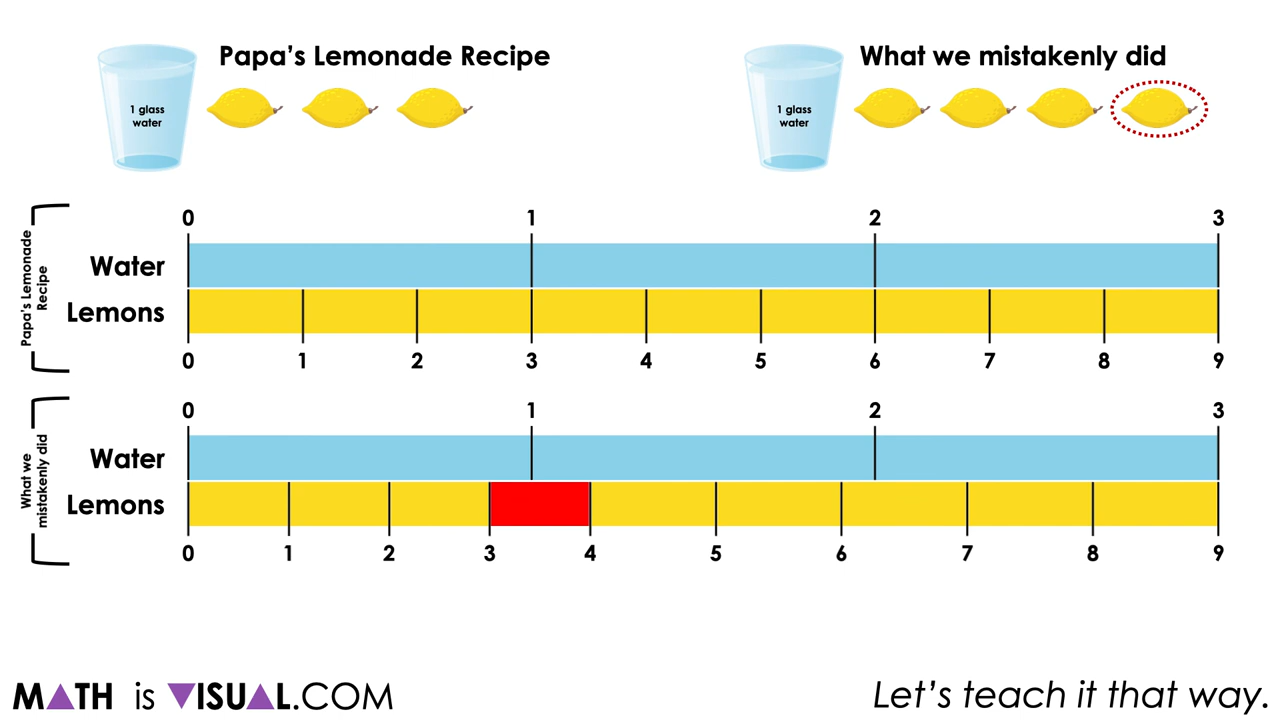 Papa's Lemonade Recipe
1 glass
water
What we mistakenly did
1 glass
water
Papa's Lemonade
Recipe
0 1 2 3
Water
Lemons
0 1 2 3 4 5 6 7 8 9
What we
mistakenly did
0 1 2 3
Water
Lemons
0 1 2 3 4 5 6 7 8 9
MATH is VISUAL.COM
Let's teach it that way.